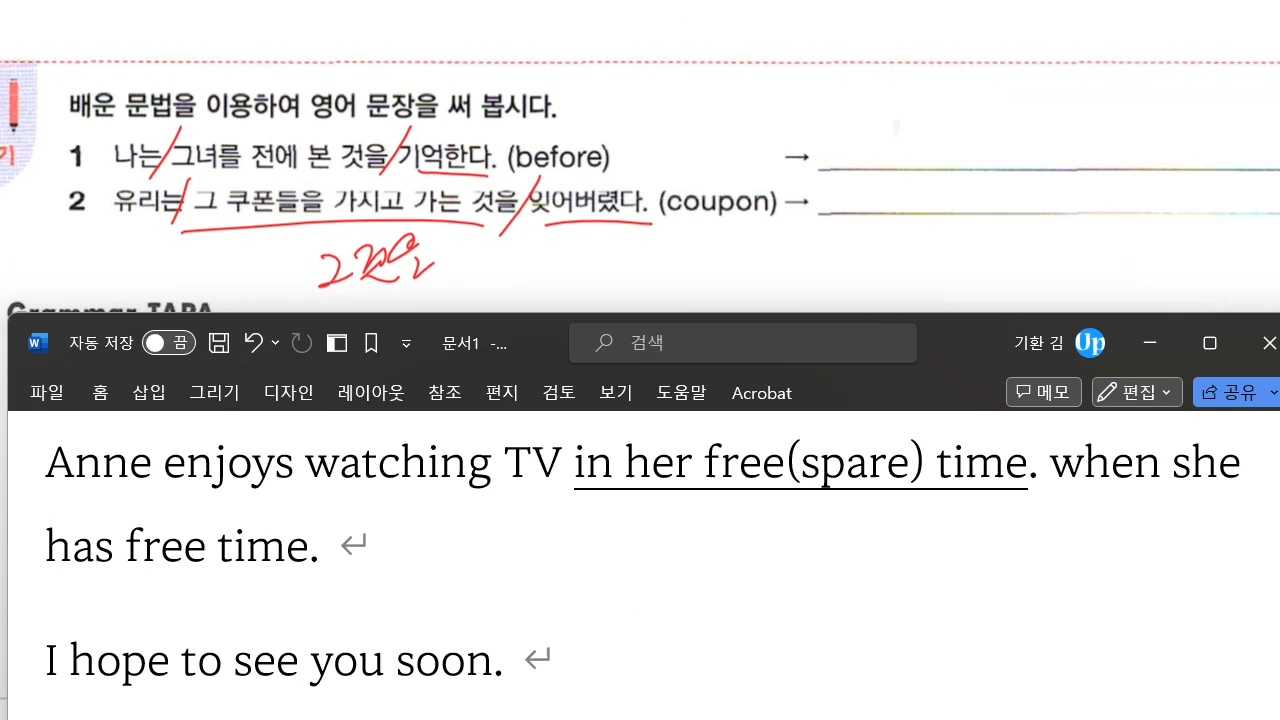 배운 문법을 이용하여 영어 문장을 써 봅시다.
기
1 나는 그녀를 전에 본 것을 기억한다. (before) →
2 유리는 그 쿠폰들을 가지고 가는 것을 잊어버렸다. (coupon) →
자동 저장 끔 문서1 -... 검색 기환 김 Up
파일 홈 삽입 그리기 디자인 레이아웃 참조 편지 검토 보기 도움말 Acrobat 메모 편집 공유
Anne enjoys watching TV in her free(spare) time. when she
has free time.
I hope to see you soon.